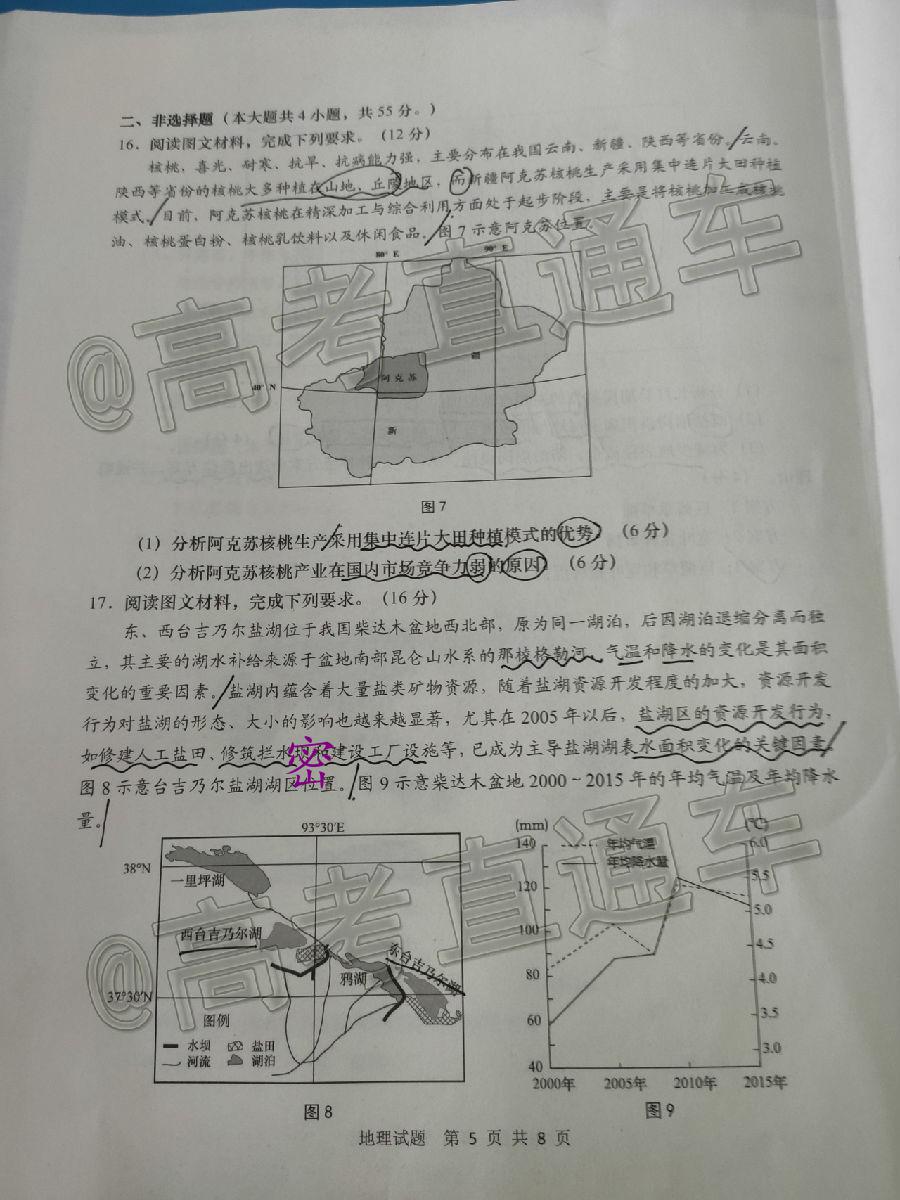 二、非选择题（本大题共4小题，共55分。）
16．阅读图文材料，完成下列要求。（12分）
核桃，喜光、耐寒、抗旱、抗病能力强，主要分布在我国云南、新疆、陕西等省份。云南、
陕西等省份的核桃大多种植在山地，丘陵地区，而新疆阿克苏核桃生产采用集中连片大田种植
模式。目前，阿克苏核桃在精深加工与综合利用方面处于起步阶段，主要是将核桃加工成核桃
油、核桃蛋白粉、核桃乳饮料以及休闲食品。图7示意阿克苏位置。
80° E
90° E
40° N
阿克苏
疆
新
@高考直通车
图7
（1）分析阿克苏核桃生产采用集中连片大田种植模式的优势。（6分）
（2）分析阿克苏核桃产业在国内市场竞争力弱的原因。（6分）
17．阅读图文材料，完成下列要求。（16分）
东、西台吉乃尔盐湖位于我国柴达木盆地西北部，原为同一湖泊，后因湖泊退缩分离而独
立，其主要的湖水补给来源于盆地南部昆仑山水系的那棱格勒河，气温和降水的变化是其面积
变化的重要因素。盐湖内蕴含着大量盐类矿物资源，随着盐湖资源开发程度的加大，资源开发
行为对盐湖的形态、大小的影响也越来越显著，尤其在2005年以后，盐湖区的资源开发行为，
如修建人工盐田、修筑拦水坝和建设工厂设施等，已成为主导盐湖湖表水面积变化的关键因素。
密
图8示意台吉乃尔盐湖湖区位置。图9示意柴达木盆地2000~2015年的年均气温及年均降水
量。
93°30′E
38°N
一里坪湖
西台吉乃尔湖
鸦湖
东台吉乃尔湖
37°30′N
图例
水坝 盐田
河流 湖泊
图8
(mm)
(℃)
140
120
100
80
60
40
年均气温
年均降水量
6.0
5.5
5.0
4.5
4.0
3.5
3.0
2000年 2005年 2010年 2015年
图9
@高考直通车
地理试题 第 5 页 共 8 页